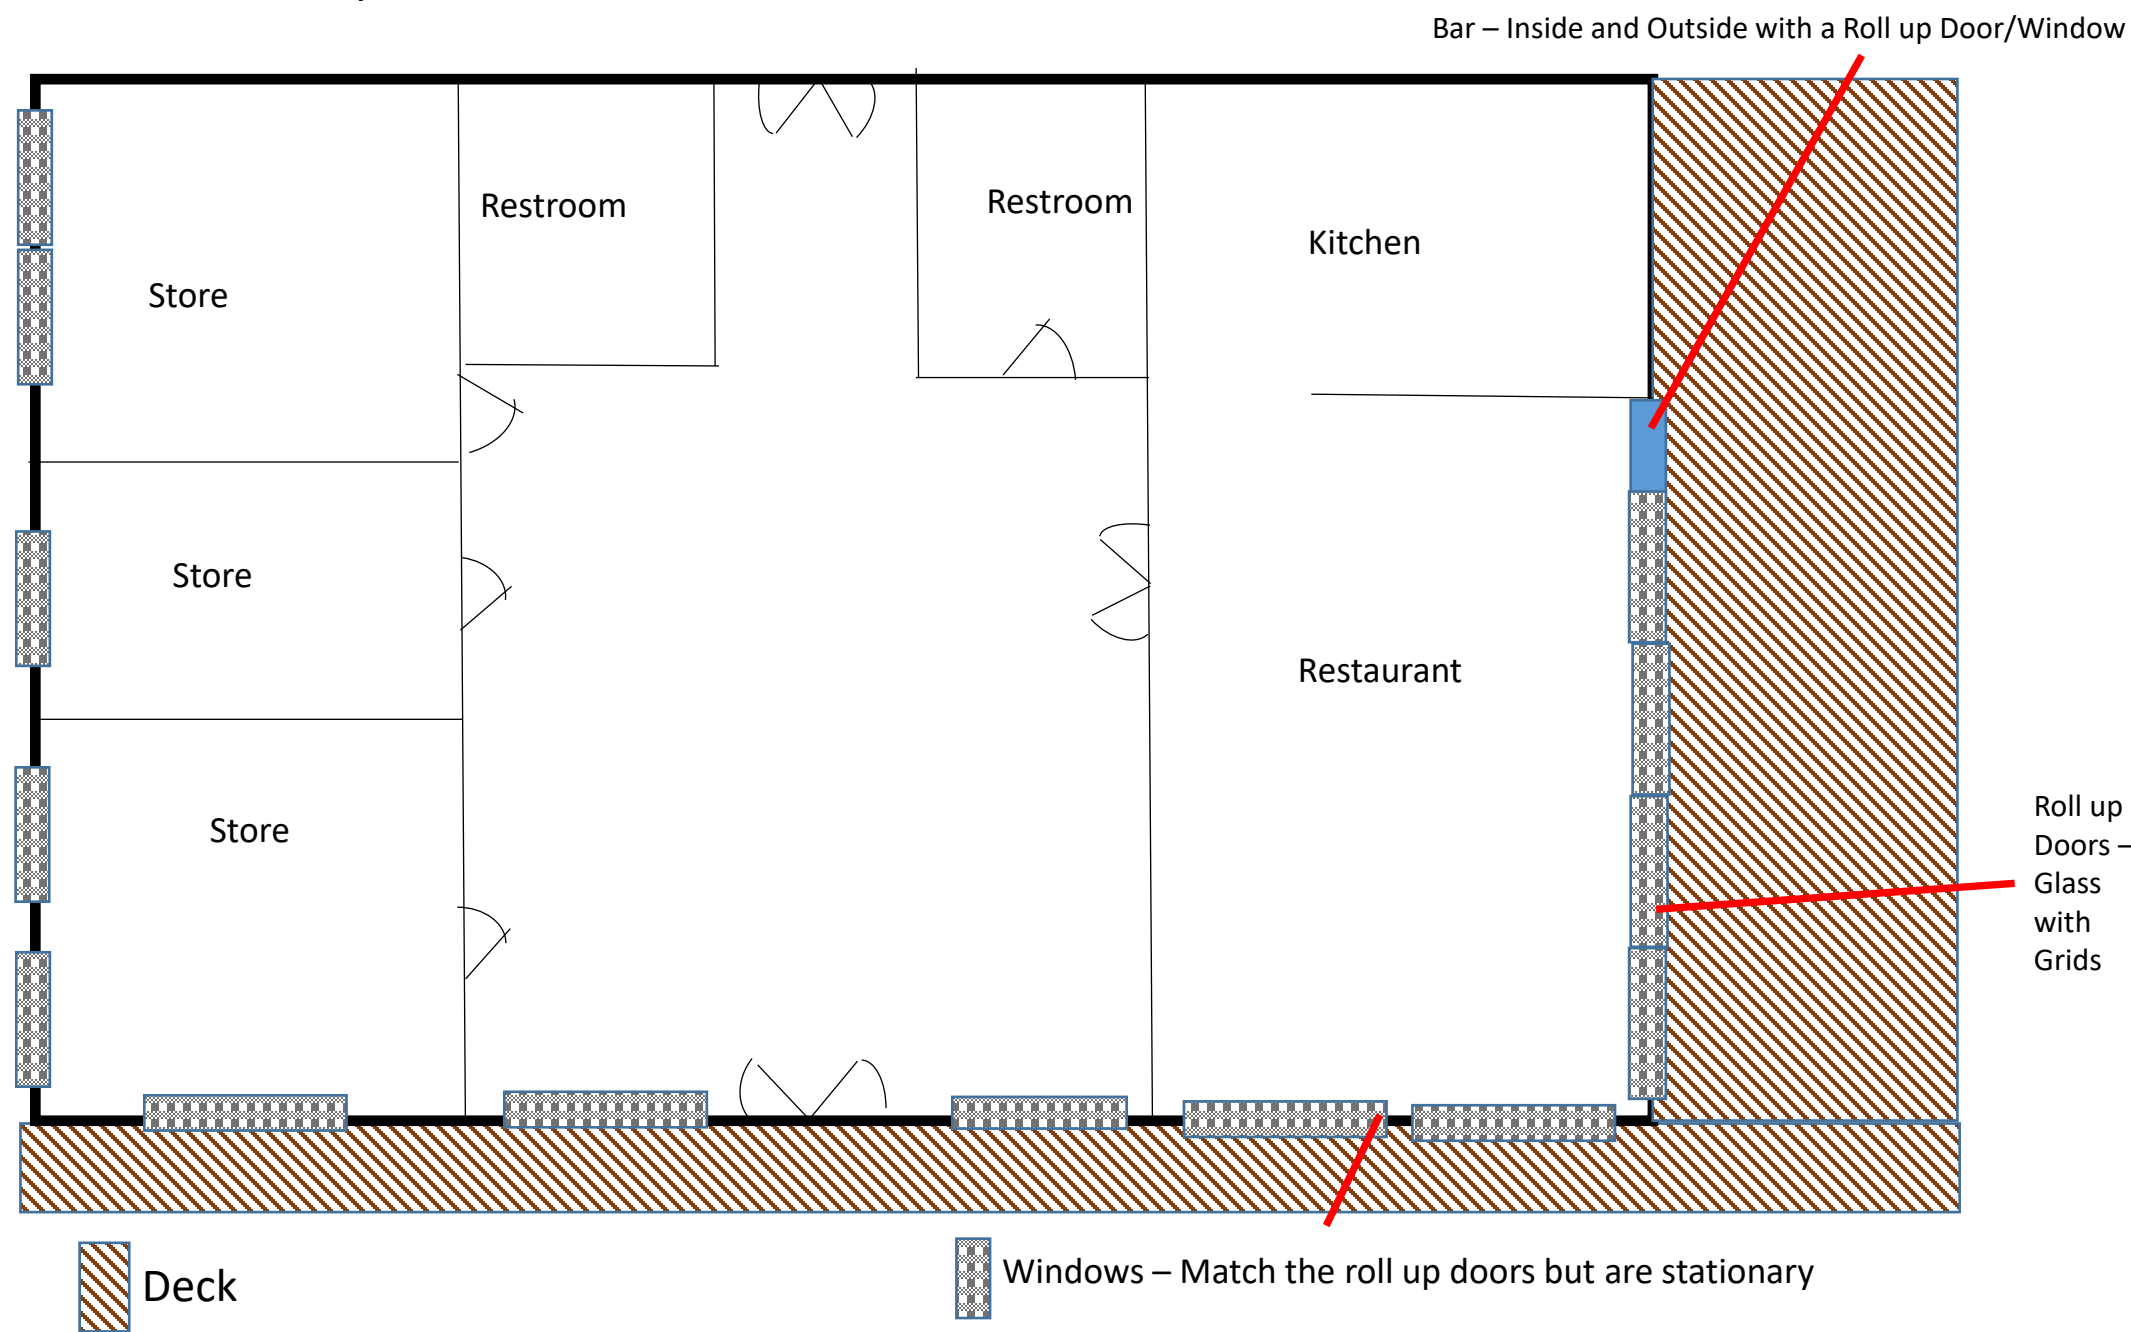 Bar – Inside and Outside with a Roll up Door/Window
Restroom
Restroom
Kitchen
Store
Store
Restaurant
Store
Roll up
Doors –
Glass
with
Grids
Deck
Windows – Match the roll up doors but are stationary